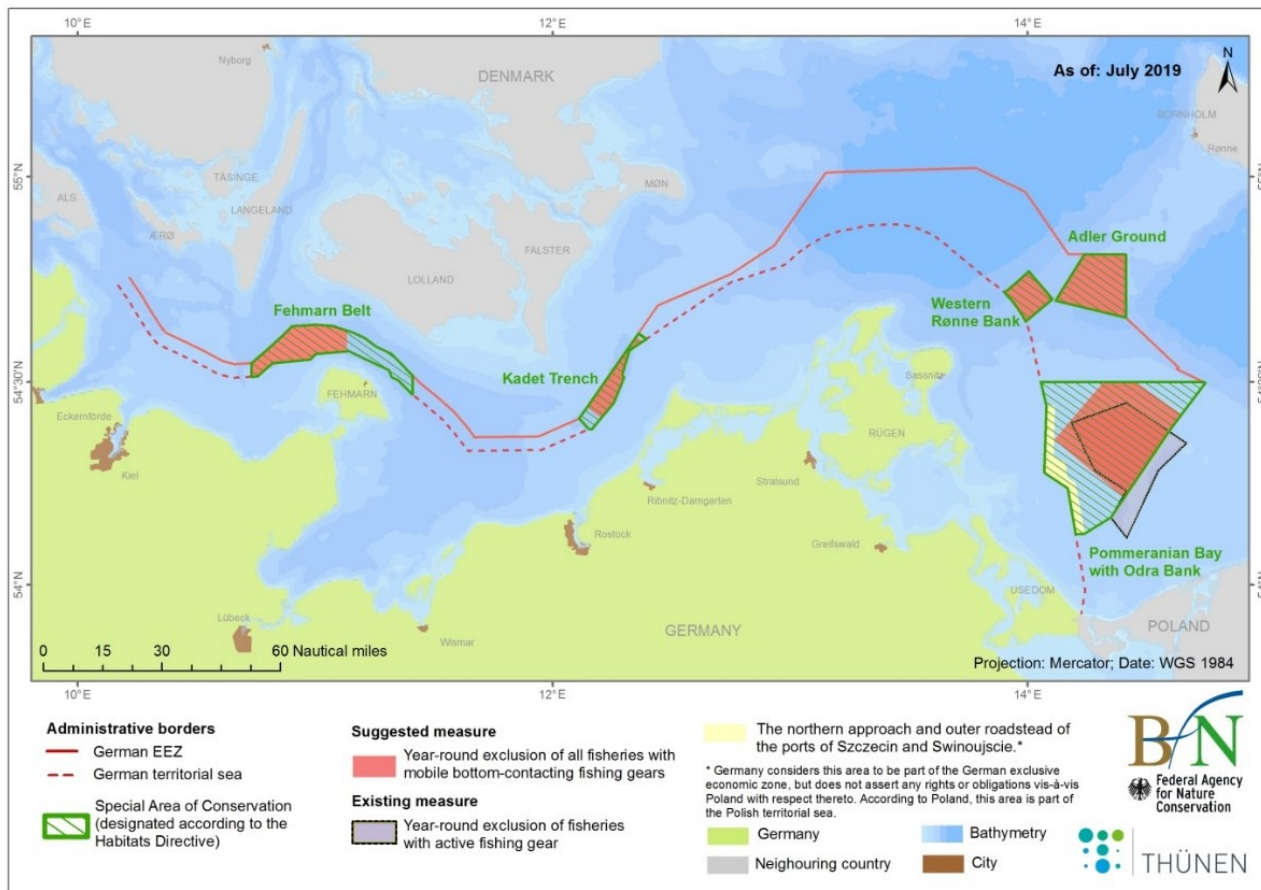 10°E
12°E
14°E
Nyborg
DENMARK
As of: July 2019
N
BORNHOLM
Rønne
55°N
55°N
ALS
TÅSINGE
LANGELAND
ÆRØ
MØN
FALSTER
LOLLAND
Adler Ground
Western
Rønne Bank
Fehmarn Belt
Kadet Trench
FEHMARN
54°30'N
Eckernförde
Kiel
Sassnitz
RÜGEN
Stralsund
Ribnitz-Damgarten
Rostock
Greifswald
Pommeranian Bay
with Odra Bank
USEDOM
54°N
Lübeck
Wismar
GERMANY
POLAND
0 15 30 60 Nautical miles
Projection: Mercator; Date: WGS 1984
10°E
12°E
14°E
Administrative borders
German EEZ
German territorial sea
Special Area of Conservation
(designated according to the
Habitats Directive)
Suggested measure
Year-round exclusion of all fisheries with
mobile bottom-contacting fishing gears
Existing measure
Year-round exclusion of fisheries
with active fishing gear
The northern approach and outer roadstead of
the ports of Szczecin and Swinoujscie.*
* Germany considers this area to be part of the German exclusive
economic zone, but does not assert any rights or obligations vis-à-vis
Poland with respect thereto. According to Poland, this area is part of
the Polish territorial sea.
Germany
Bathymetry
Neighouring country
City
BfN
Federal Agency
for Nature
Conservation
THÜNEN